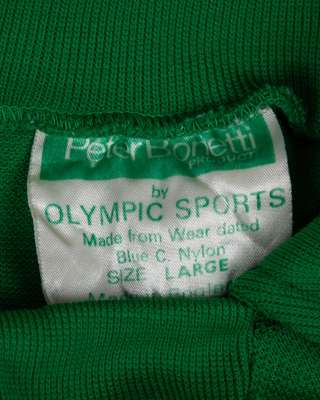 Peter Bonetti
PRODUCT
by
OLYMPIC SPORTS
Made from Wear dated
Blue C. Nylon"
SIZE LARGE